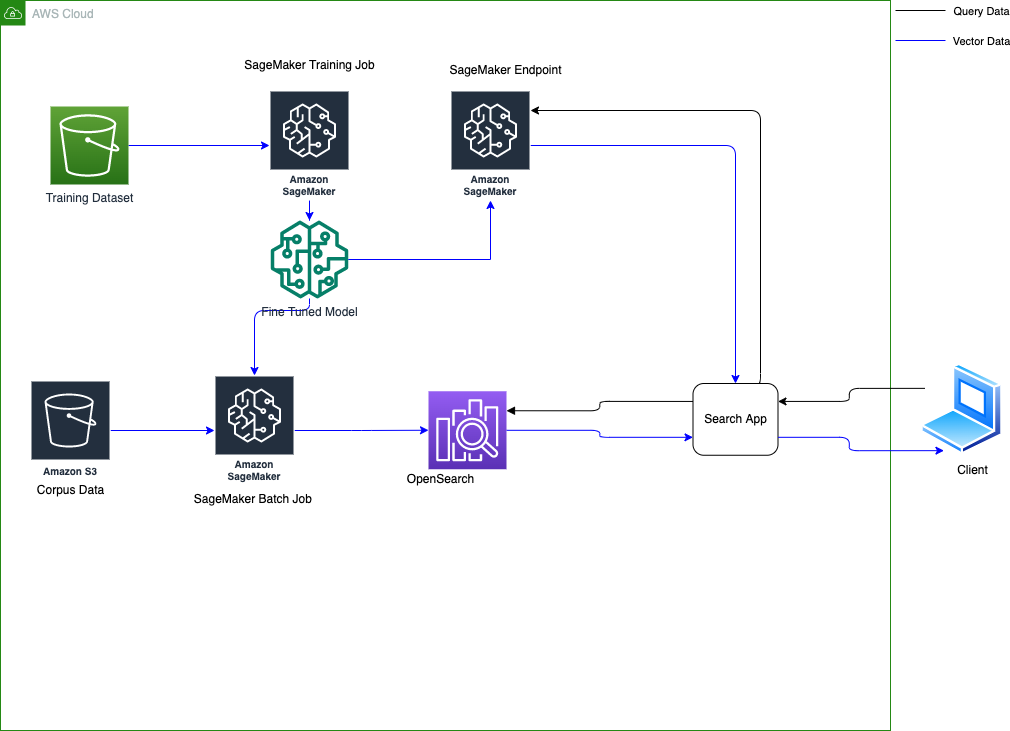 AWS Cloud
Query Data
Vector Data
SageMaker Training Job
SageMaker Endpoint
Amazon
SageMaker
Amazon
SageMaker
Training Dataset
Fine Tuned Model
Amazon S3
Corpus Data
Amazon
SageMaker
SageMaker Batch Job
OpenSearch
Search App
Client